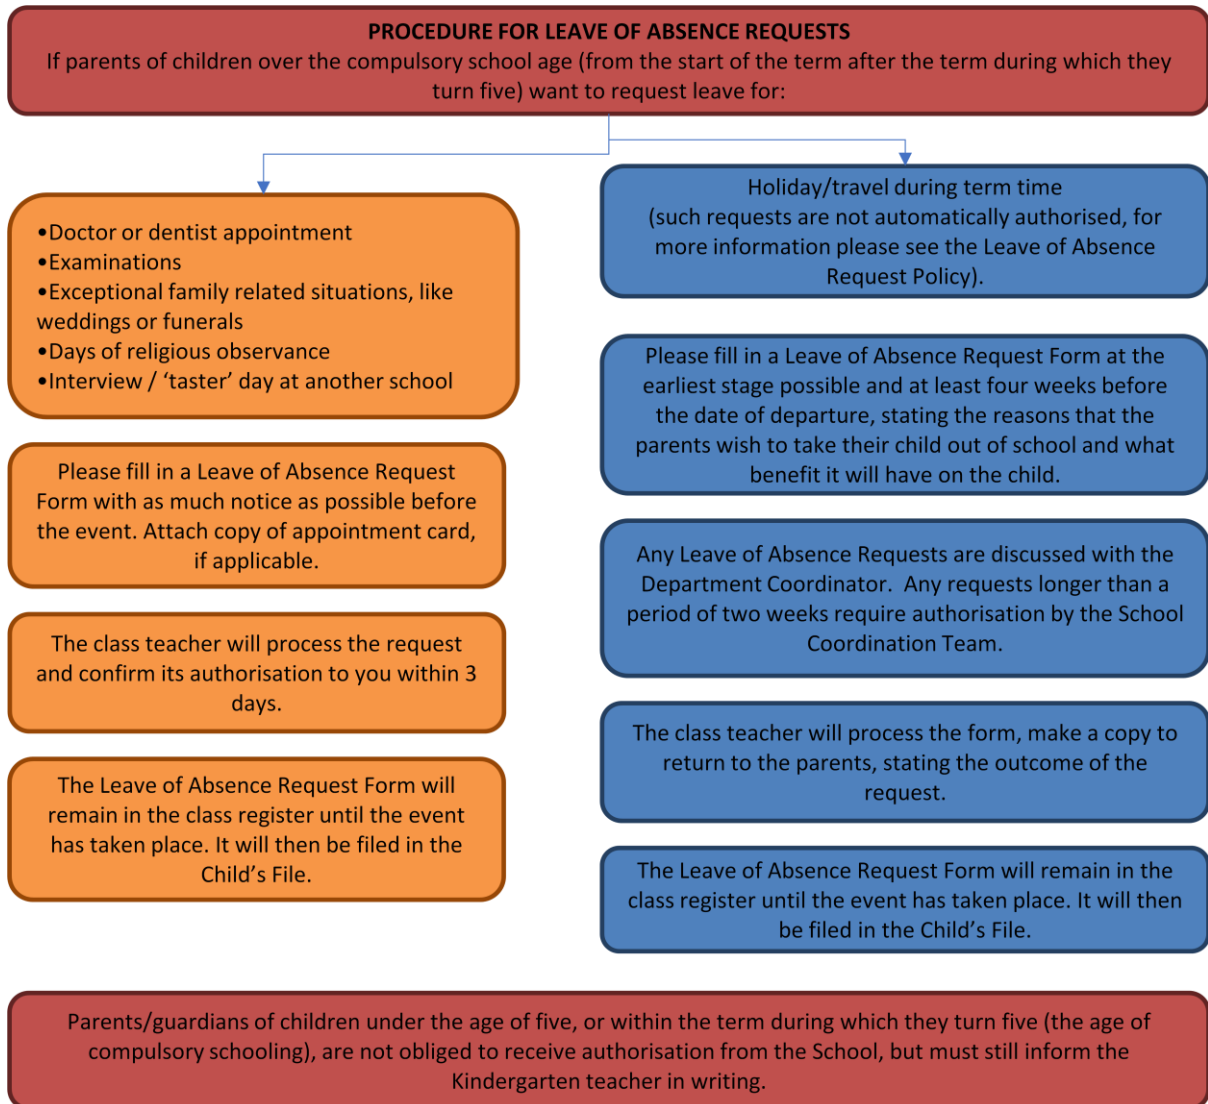 PROCEDURE FOR LEAVE OF ABSENCE REQUESTS
If parents of children over the compulsory school age (from the start of the term after the term during which they
turn five) want to request leave for:
•Doctor or dentist appointment
•Examinations
•Exceptional family related situations, like
weddings or funerals
•Days of religious observance
•Interview / ‘taster’ day at another school
Please fill in a Leave of Absence Request
Form with as much notice as possible before
the event. Attach copy of appointment card,
if applicable.
The class teacher will process the request
and confirm its authorisation to you within 3
days.
The Leave of Absence Request Form will
remain in the class register until the event
has taken place. It will then be filed in the
Child’s File.
Holiday/travel during term time
(such requests are not automatically authorised, for
more information please see the Leave of Absence
Request Policy).
Please fill in a Leave of Absence Request Form at the
earliest stage possible and at least four weeks before
the date of departure, stating the reasons that the
parents wish to take their child out of school and what
benefit it will have on the child.
Any Leave of Absence Requests are discussed with the
Department Coordinator.  Any requests longer than a
period of two weeks require authorisation by the School
Coordination Team.
The class teacher will process the form, make a copy to
return to the parents, stating the outcome of the
request.
The Leave of Absence Request Form will remain in the
class register until the event has taken place. It will then
be filed in the Child’s File.
Parents/guardians of children under the age of five, or within the term during which they turn five (the age of
compulsory schooling), are not obliged to receive authorisation from the School, but must still inform the
Kindergarten teacher in writing.